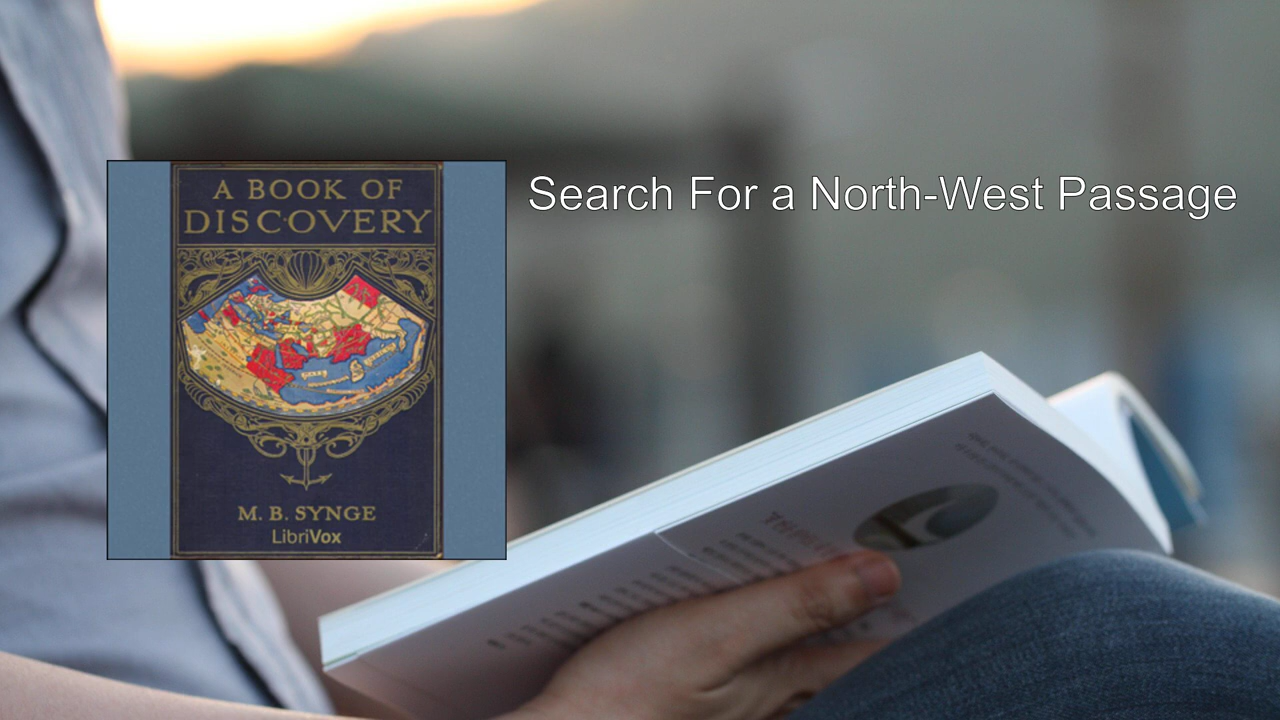 A BOOK OF
DISCOVERY
M. B. SYNGE
LibriVox
Search For a North-West Passage